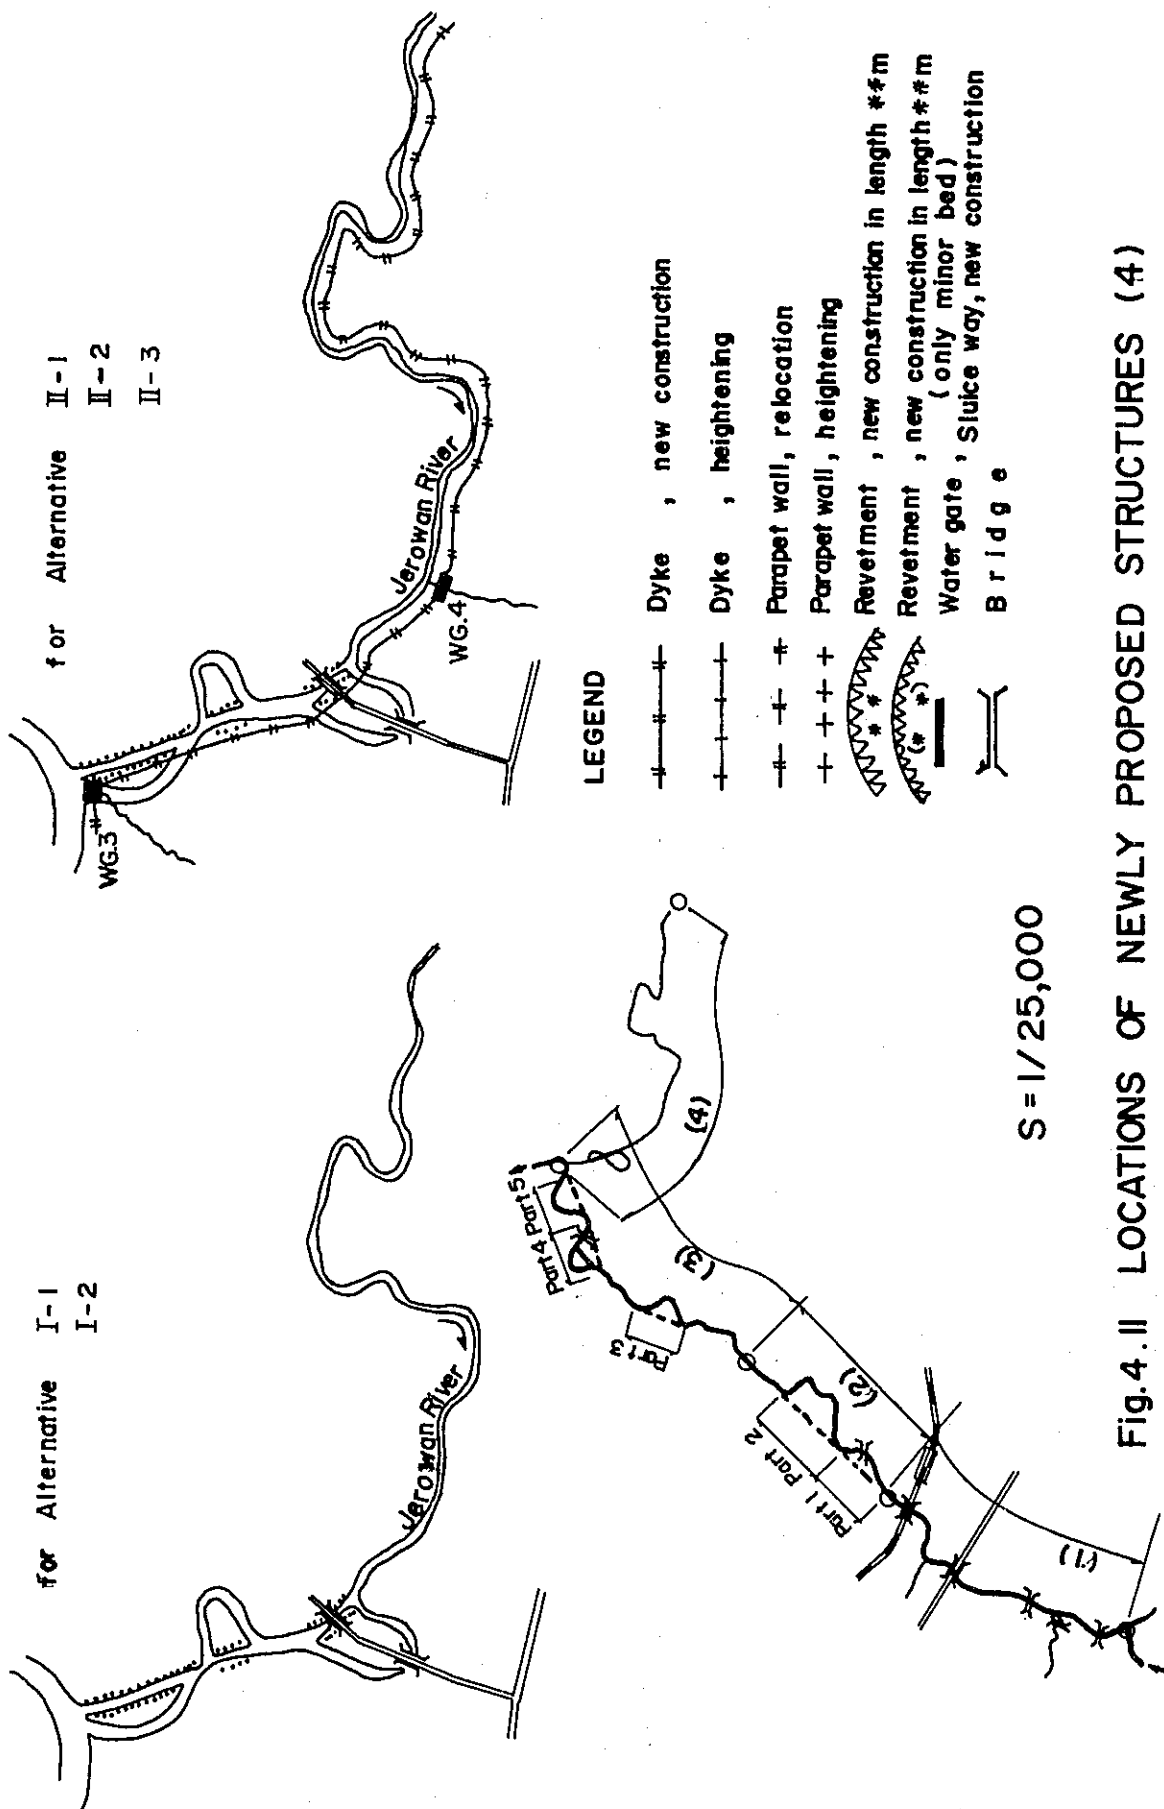 for Alternative I-1
I-2
Jerowan River
for Alternative II-1
II-2
II-3
Jerowan River
WG.3
WG.4
LEGEND
Dyke , new construction
Dyke , heightening
Parapet wall, relocation
Parapet wall, heightening
* * Revetment , new construction in length **m
(* *) Revetment , new construction in length **m
( only minor bed )
Water gate , Sluice way, new construction
Bridge
Part 1
Part 2
Part 3
Part 4
Part 5
(1)
(2)
(3)
(4)
S = 1/25,000
Fig.4.11 LOCATIONS OF NEWLY PROPOSED STRUCTURES (4)